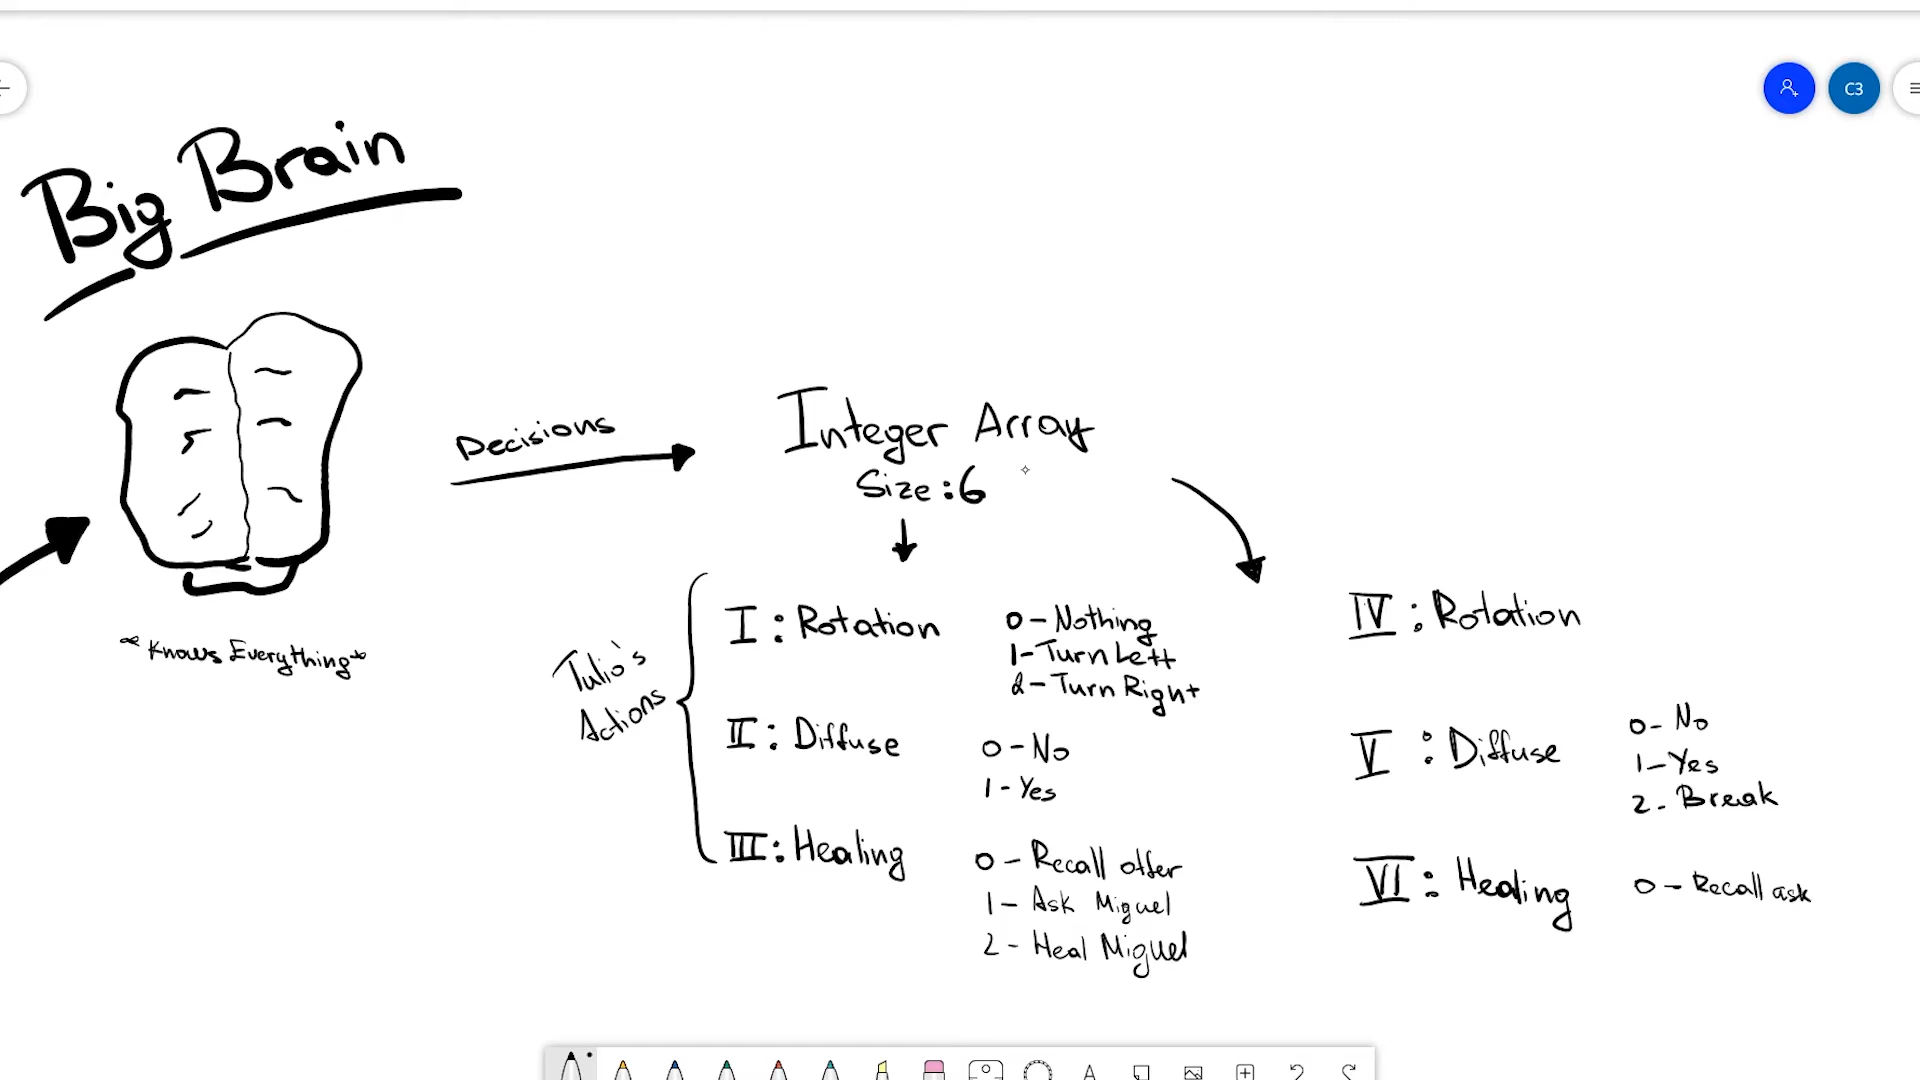 C3
Big Brain
Decisions
Integer Array
Size:6
*Knows Everything*
Tulio's
Actions
I: Rotation
0 - Nothing
1 - Turn Left
2 - Turn Right
II: Diffuse
0 - No
1 - Yes
III: Healing
0 - Recall offer
1 - Ask Miguel
2 - Heal Miguel
IV: Rotation
V: Diffuse
0 - No
1 - Yes
2 - Break
VI: Healing
0 - Recall ask